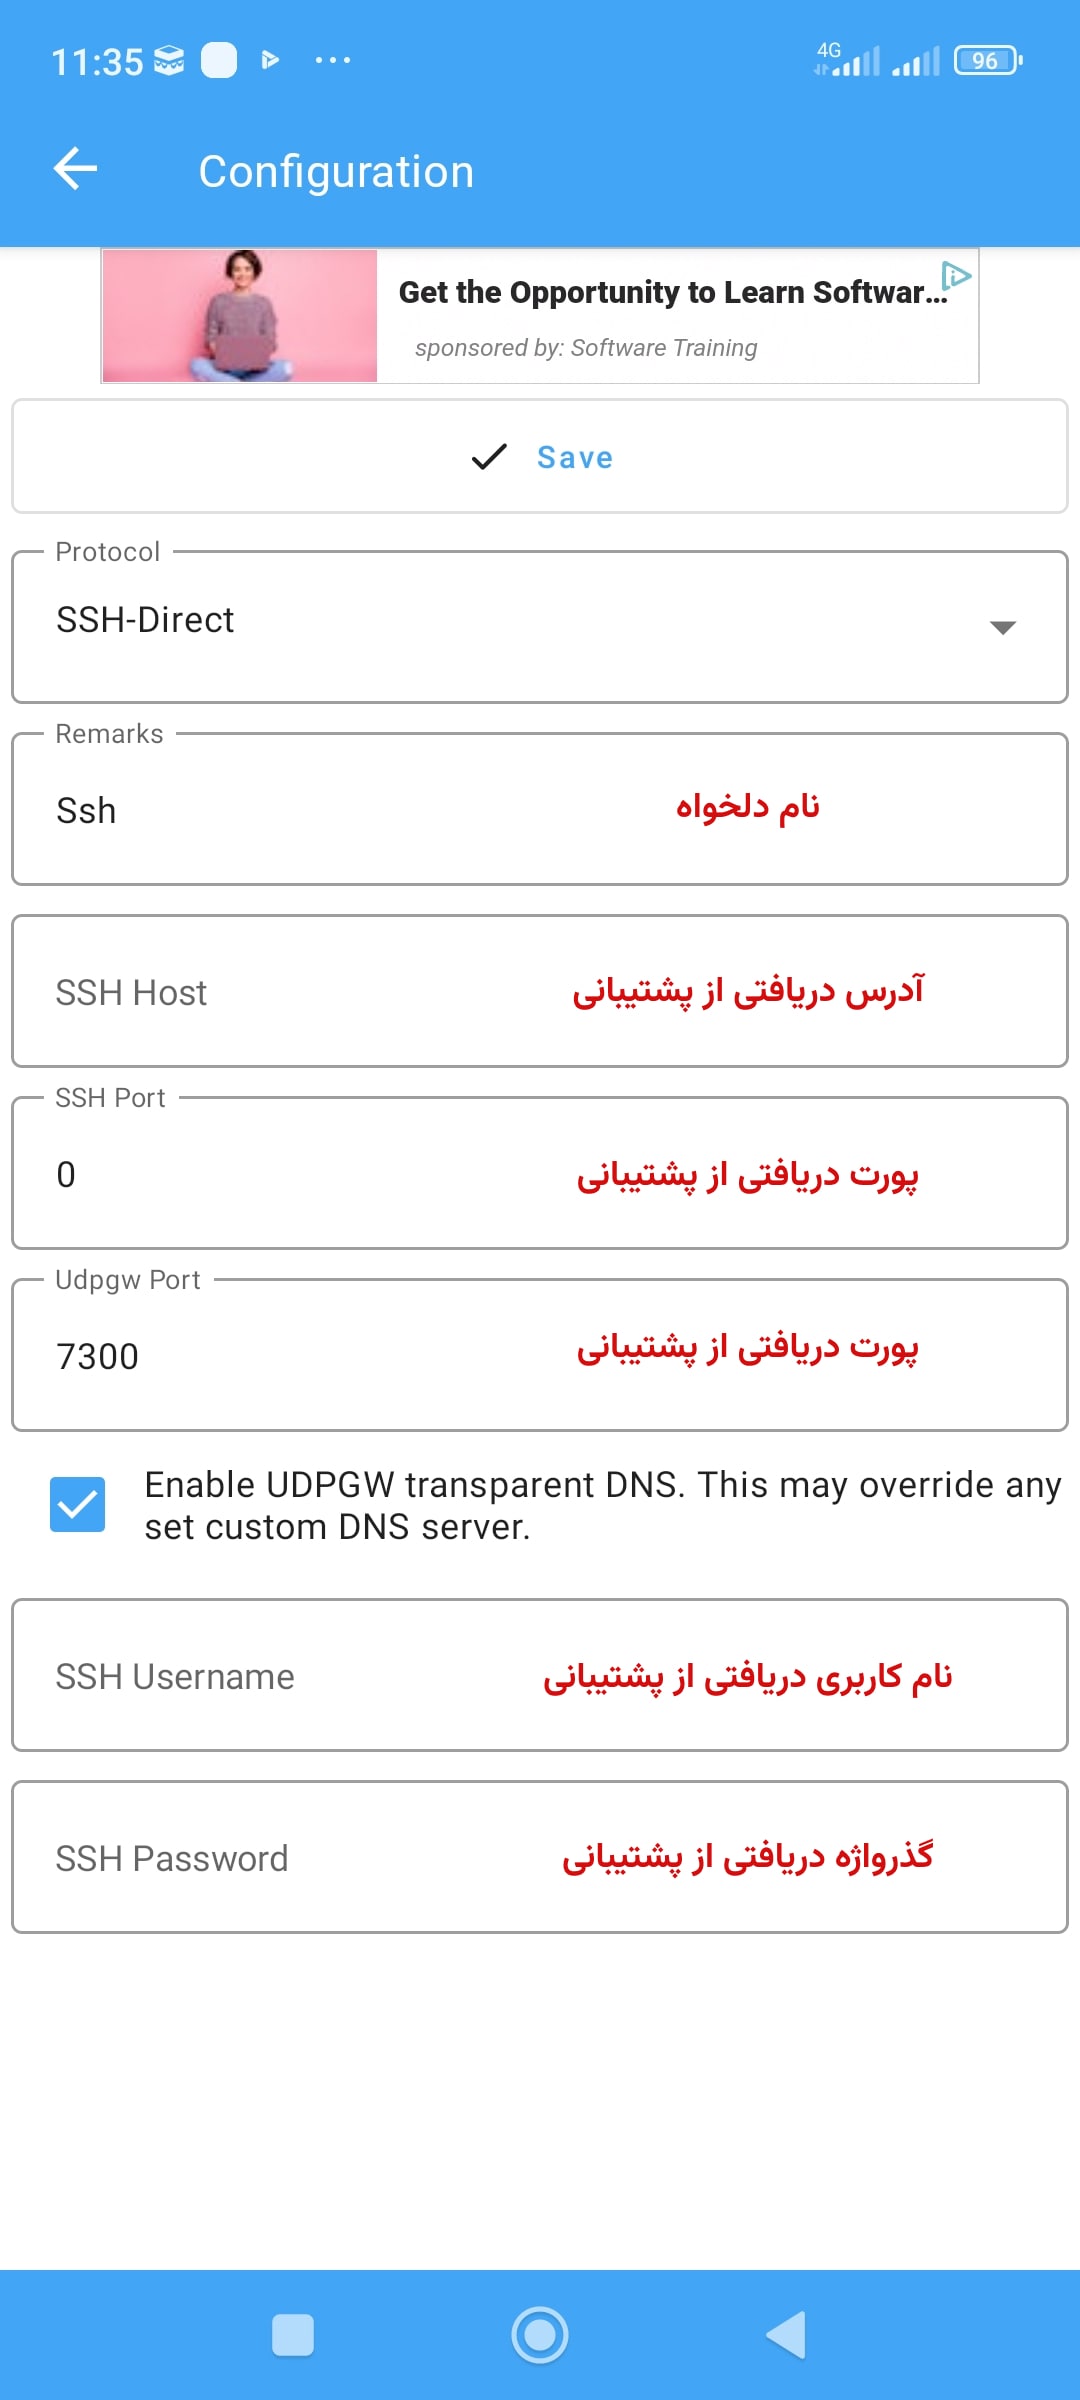 11:35
4G
96
Configuration
Get the Opportunity to Learn Softwar...
sponsored by: Software Training
Save
Protocol
SSH-Direct
Remarks
Ssh
نام دلخواه
SSH Host
آدرس دریافتی از پشتیبانی
SSH Port
0
پورت دریافتی از پشتیبانی
Udpgw Port
7300
پورت دریافتی از پشتیبانی
Enable UDPGW transparent DNS. This may override any
set custom DNS server.
SSH Username
نام کاربری دریافتی از پشتیبانی
SSH Password
گذرواژه دریافتی از پشتیبانی